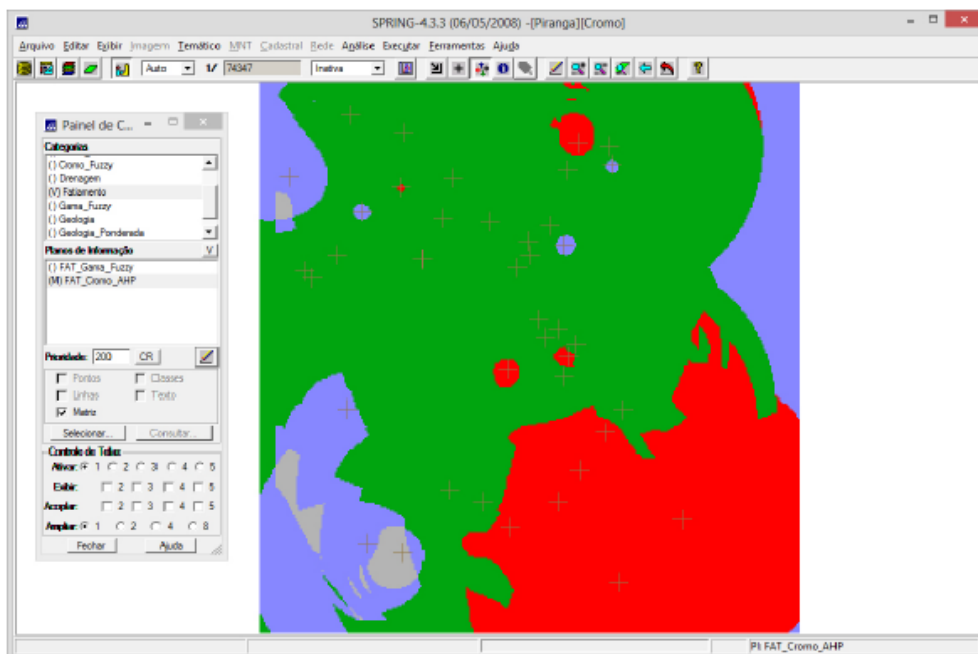 SPRING-4.3.3 (06/05/2008) -[Piranga][Cromo]
Arquivo Editar Exibir Imagem Temático MNT Cadastral Rede Análise Executar Ferramentas Ajuda
Auto 1/ 74347 Inativa
Painel de C...
Categorias
() Cromo_Fuzzy
() Drenagem
(V) Fatiamento
() Gama_Fuzzy
() Geologia
() Geologia_Ponderada
Planos de Informação V
() FAT_Gama_Fuzzy
(M) FAT_Cromo_AHP
Prioridade: 200 CR
Pontos Classes
Linhas Texto
Matriz
Selecionar... Consultar...
Controle de Telas
Ativar: 1 2 3 4 5
Exibir: 2 3 4 5
Acoplar: 2 3 4 5
Ampliar: 1 2 4 8
Fechar Ajuda
PI: FAT_Cromo_AHP